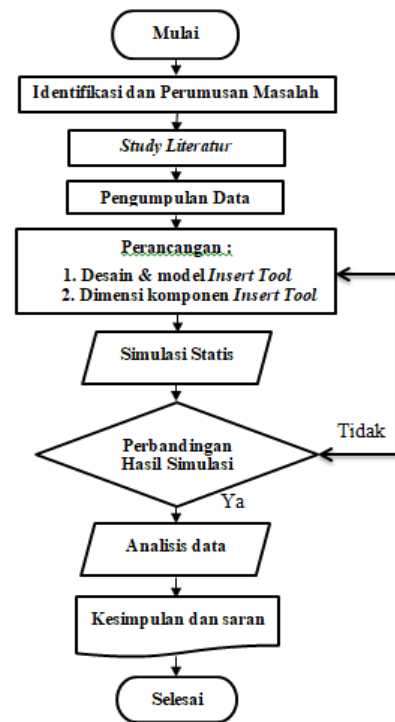 Mulai
Identifikasi dan Perumusan Masalah
Study Literatur
Pengumpulan Data
Perancangan :
1. Desain & model Insert Tool
2. Dimensi komponen Insert Tool
Simulasi Statis
Perbandingan
Hasil Simulasi
Tidak
Ya
Analisis data
Kesimpulan dan saran
Selesai